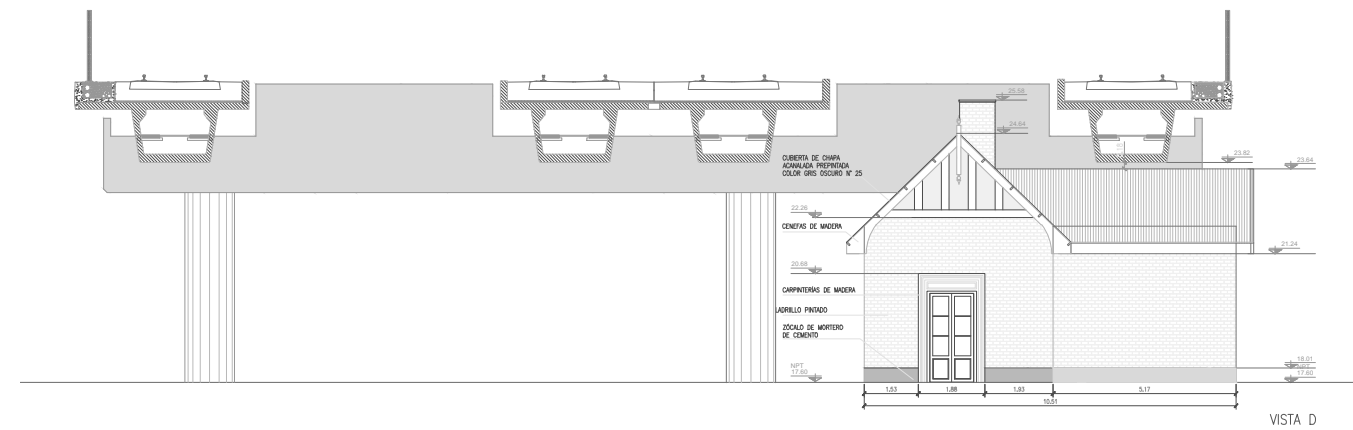 25.58
24.64
CUBIERTA DE CHAPA
ACANALADA PREPINTADA
COLOR GRIS OSCURO N° 25
23.82
23.64
22.26
CENEFAS DE MADERA
21.24
20.68
CARPINTERÍAS DE MADERA
LADRILLO PINTADO
ZÓCALO DE MORTERO
DE CEMENTO
18.01
NPT
17.60
NPT
17.60
1,53
1,88
1,93
5,17
10,51
VISTA D